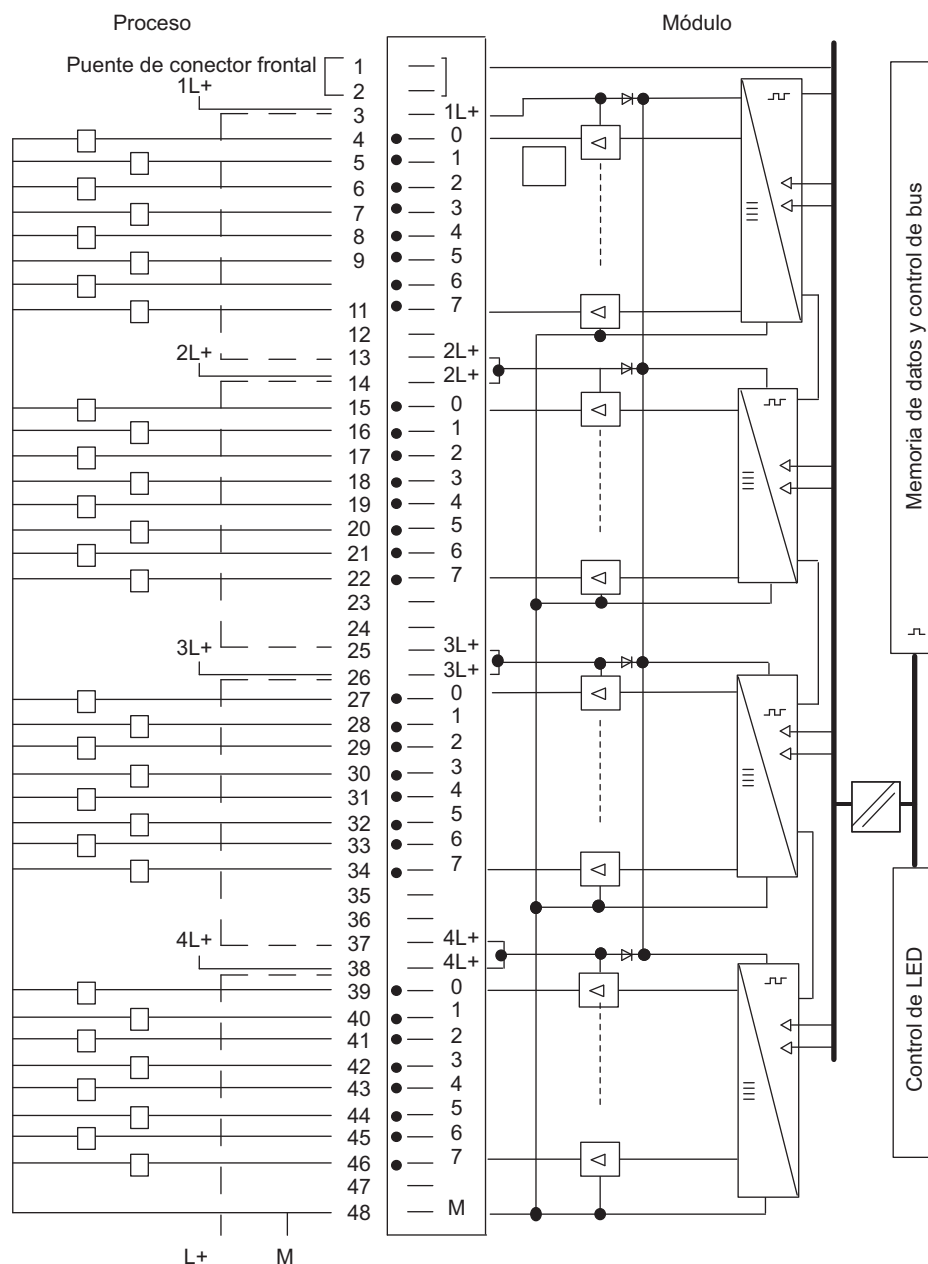 Proceso Módulo
Puente de conector frontal 1
1L+ 2
3 1L+
4 0
5 1
6 2
7 3
8 4
9 5
6
11 7
12
2L+ 13 2L+
14 2L+
15 0
16 1
17 2
18 3
19 4
20 5
21 6
22 7
23
24
3L+ 25 3L+
26 3L+
27 0
28 1
29 2
30 3
31 4
32 5
33 6
34 7
35
36
4L+ 37 4L+
38 4L+
39 0
40 1
41 2
42 3
43 4
44 5
45 6
46 7
47
48 M
L+ M
Memoria de datos y control de bus
Control de LED